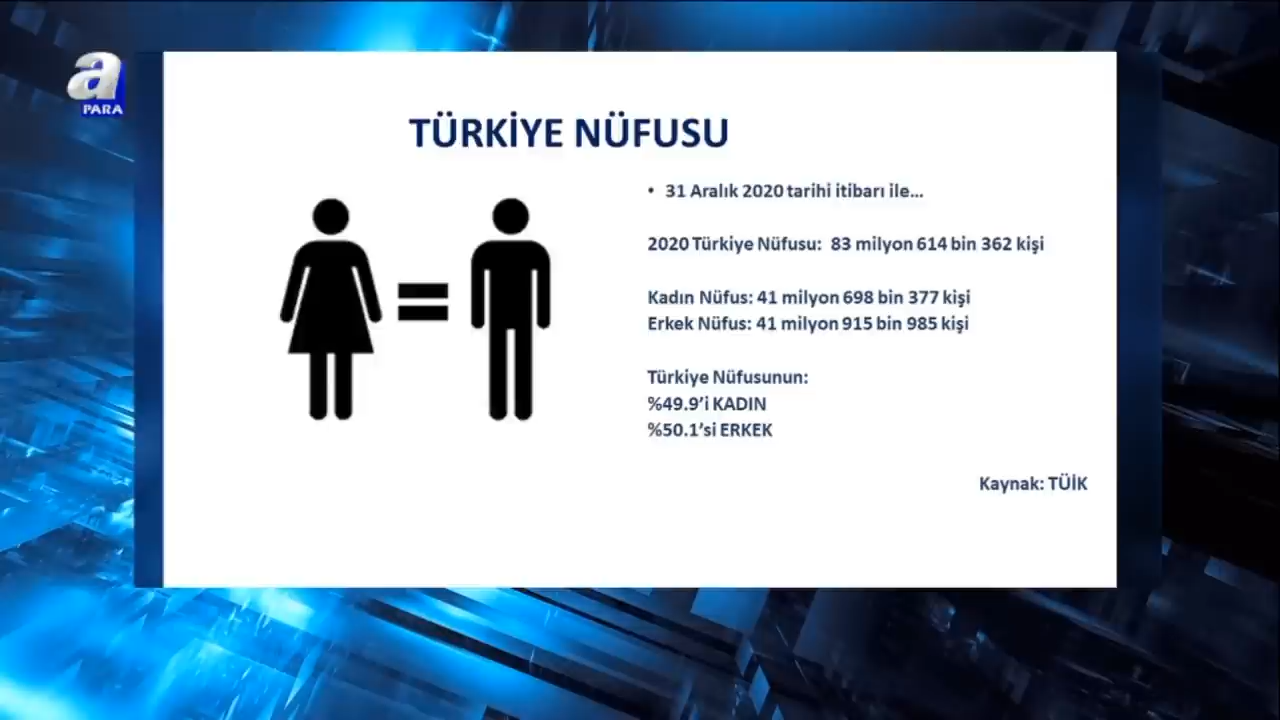 a
PARA
TÜRKİYE NÜFUSU
• 31 Aralık 2020 tarihi itibarı ile...
2020 Türkiye Nüfusu: 83 milyon 614 bin 362 kişi
Kadın Nüfus: 41 milyon 698 bin 377 kişi
Erkek Nüfus: 41 milyon 915 bin 985 kişi
Türkiye Nüfusunun:
%49.9’i KADIN
%50.1’si ERKEK
Kaynak: TÜİK